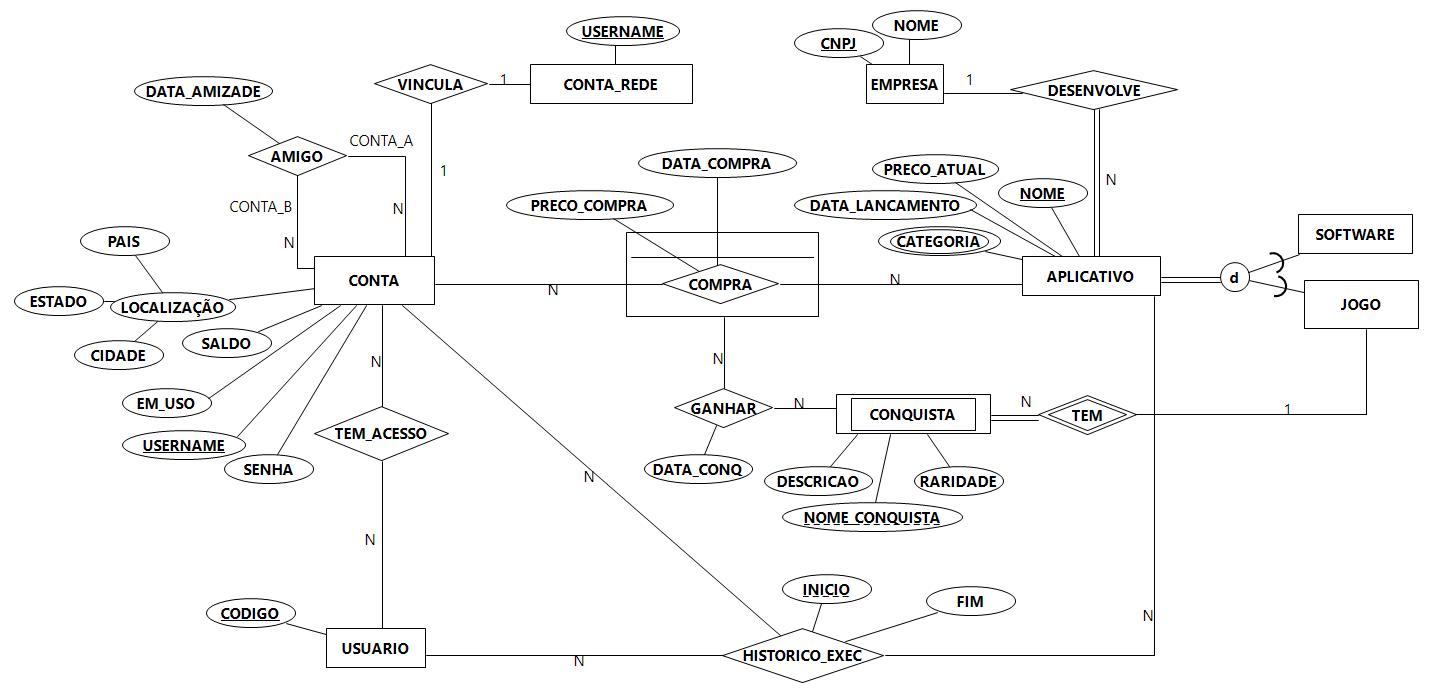 USERNAME
NOME
CNPJ
VINCULA
1
CONTA_REDE
EMPRESA
1
DESENVOLVE
DATA_AMIZADE
CONTA_A
AMIGO
1
DATA_COMPRA
PRECO_ATUAL
N
NOME
CONTA_B
N
PRECO_COMPRA
DATA_LANCAMENTO
N
PAIS
CATEGORIA
SOFTWARE
CONTA
N
COMPRA
N
APLICATIVO
d
JOGO
ESTADO
LOCALIZAÇÃO
SALDO
CIDADE
N
N
EM_USO
GANHAR
N
CONQUISTA
N
TEM
1
USERNAME
TEM_ACESSO
SENHA
DATA_CONQ
DESCRICAO
RARIDADE
N
NOME_CONQUISTA
N
CODIGO
INICIO
FIM
N
USUARIO
N
HISTORICO_EXEC